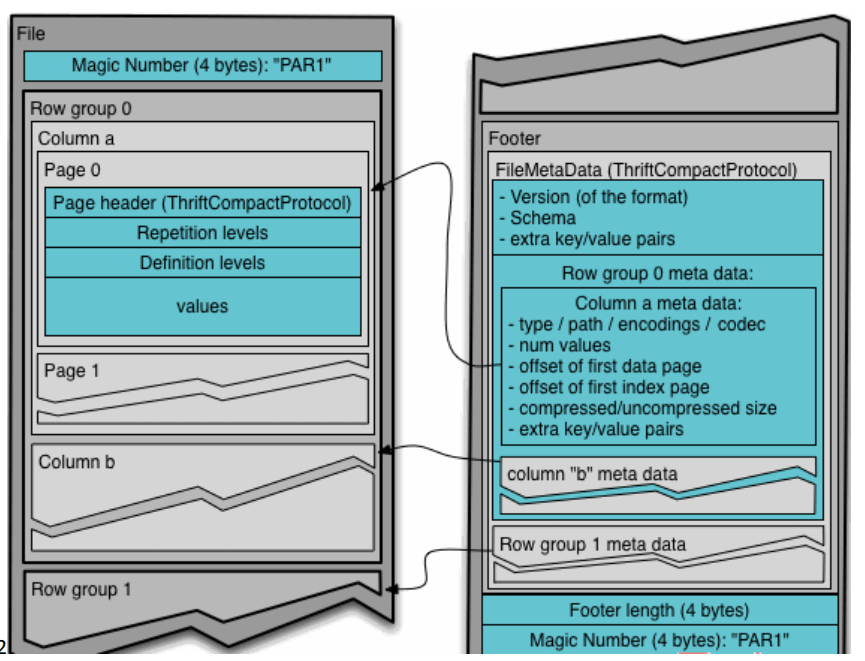 File
Magic Number (4 bytes): "PAR1"
Row group 0
Column a
Page 0
Page header (ThriftCompactProtocol)
Repetition levels
Definition levels
values
Page 1
Column b
Row group 1
2
Footer
FileMetaData (ThriftCompactProtocol)
- Version (of the format)
- Schema
- extra key/value pairs
Row group 0 meta data:
Column a meta data:
- type / path / encodings / codec
- num values
- offset of first data page
- offset of first index page
- compressed/uncompressed size
- extra key/value pairs
column "b" meta data
Row group 1 meta data
Footer length (4 bytes)
Magic Number (4 bytes): "PAR1"